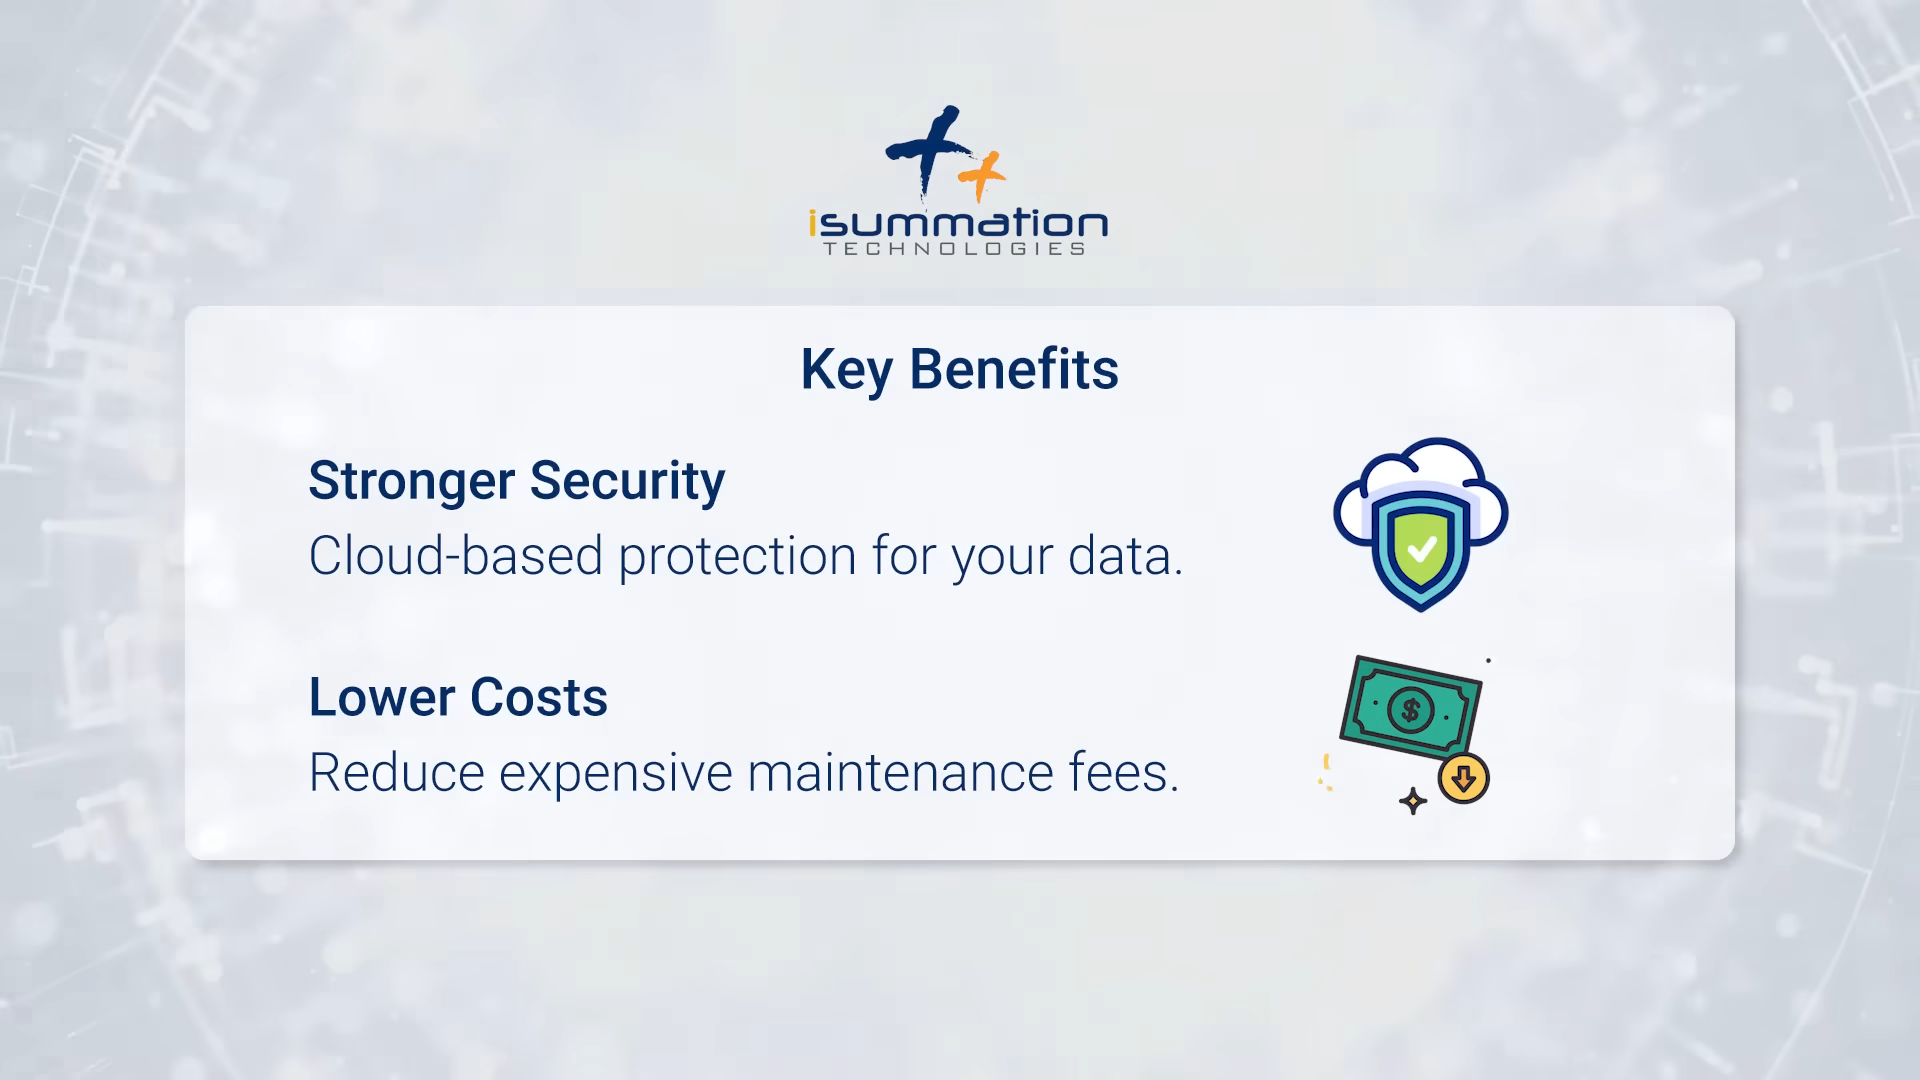 isummation
TECHNOLOGIES
Key Benefits
Stronger Security
Cloud-based protection for your data.
Lower Costs
Reduce expensive maintenance fees.
$